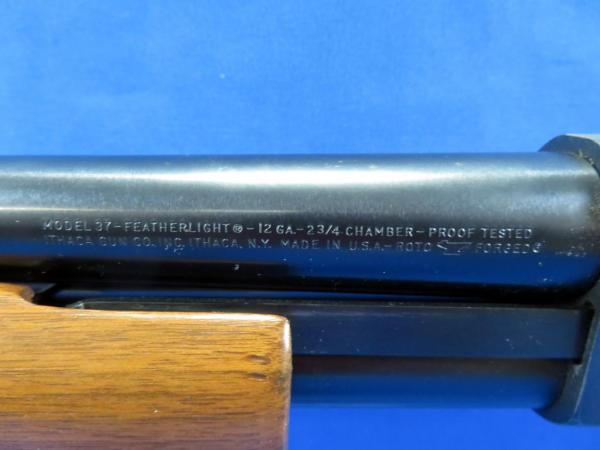 MODEL 37-FEATHERLIGHT®-12 GA.-2 3/4 CHAMBER-PROOF TESTED
ITHACA GUN CO. INC. ITHACA, N.Y. MADE IN U.S.A.-ROTO FORGED